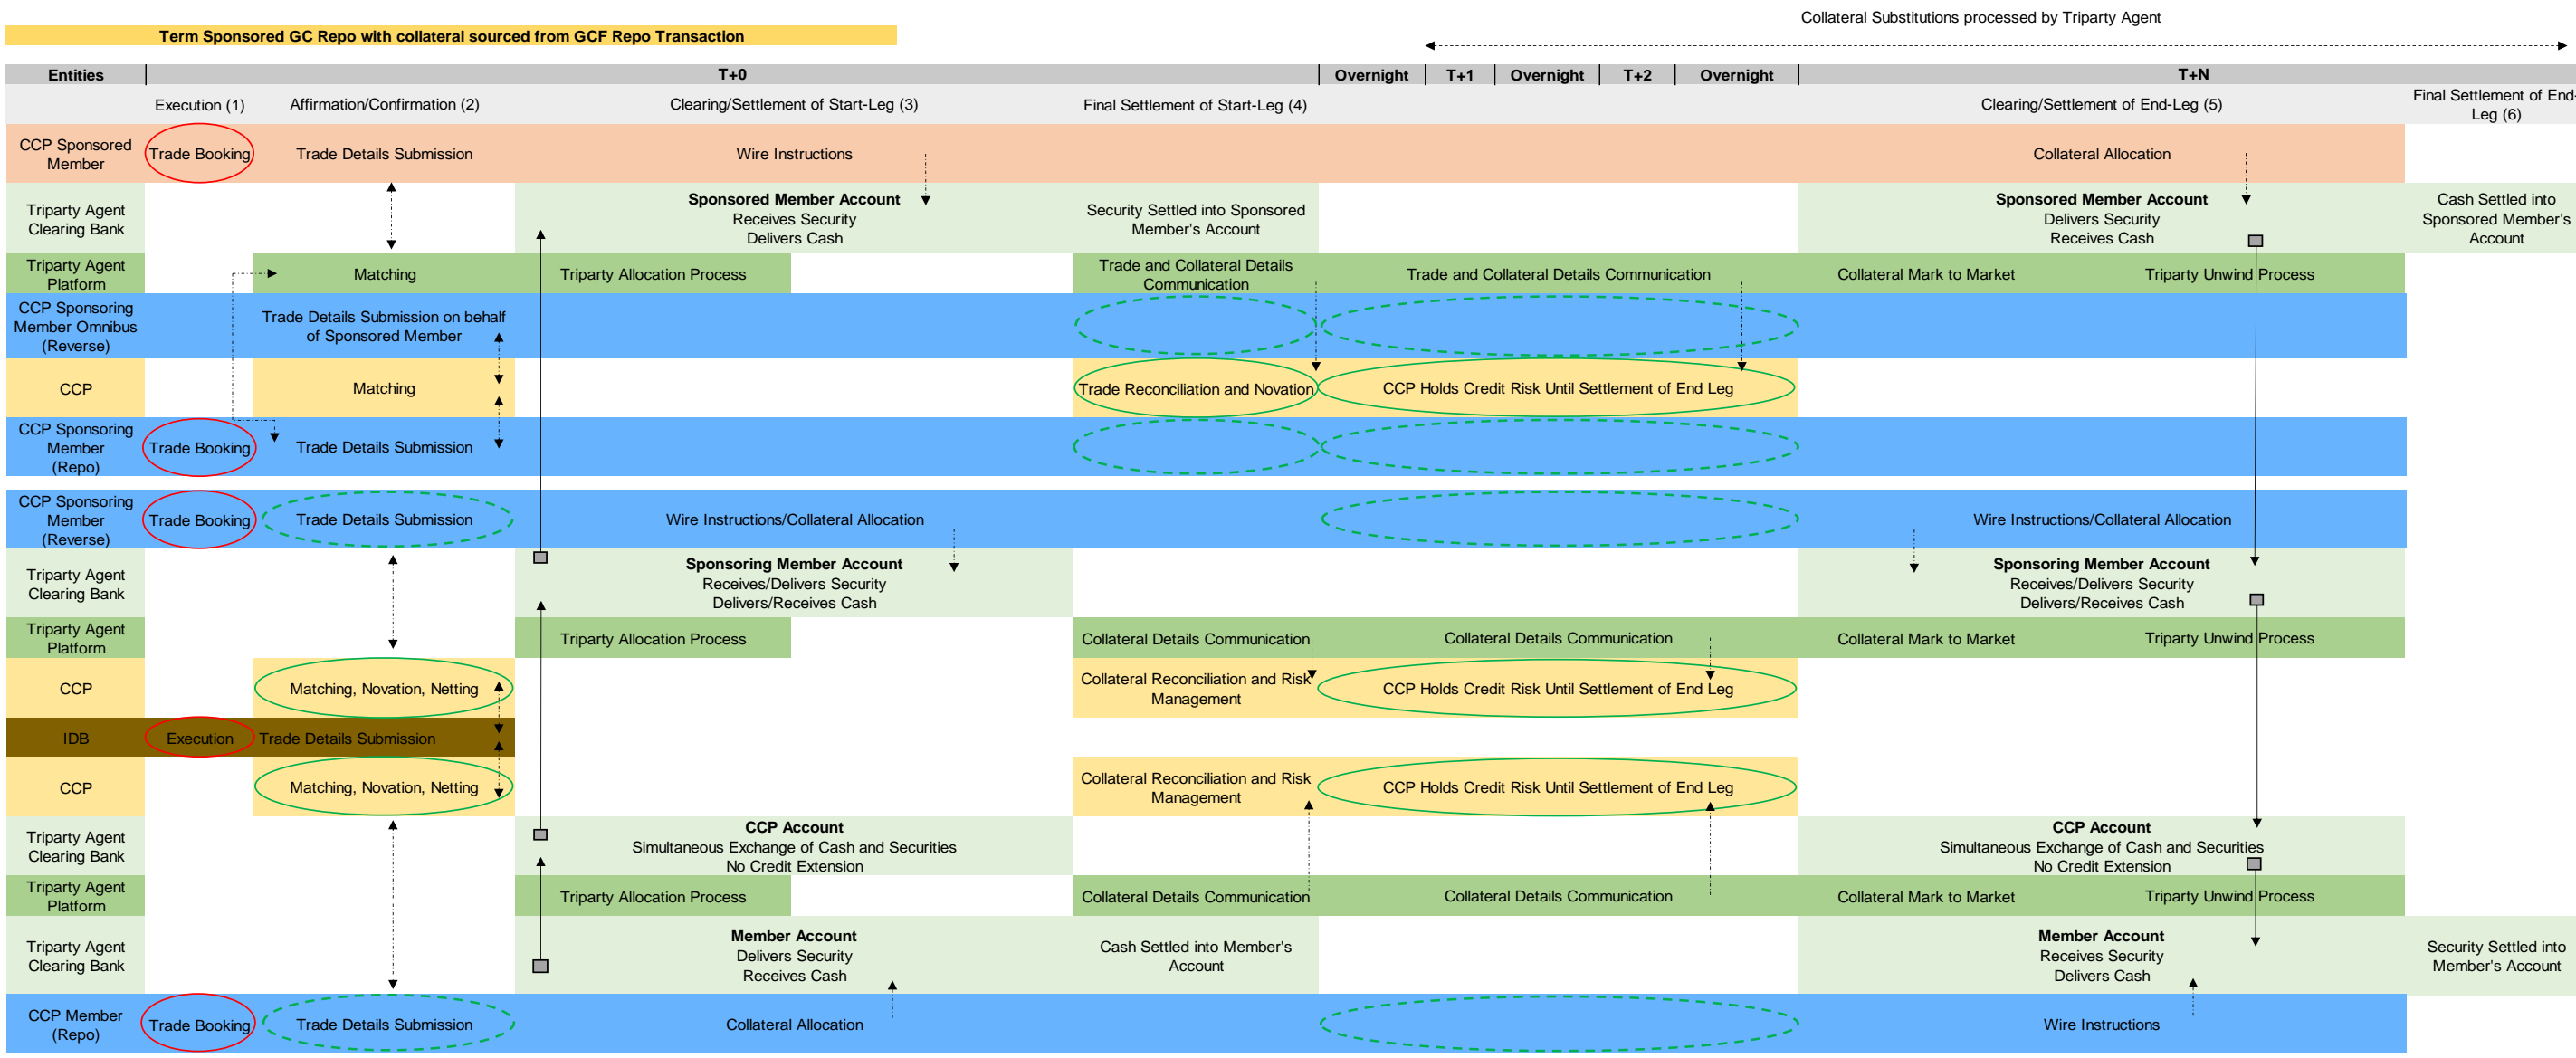 Collateral Substitutions processed by Triparty Agent
Term Sponsored GC Repo with collateral sourced from GCF Repo Transaction
Entities T+0 Overnight T+1 Overnight T+2 Overnight T+N
Execution (1) Affirmation/Confirmation (2) Clearing/Settlement of Start-Leg (3) Final Settlement of Start-Leg (4) Clearing/Settlement of End-Leg (5)
Final Settlement of End-
Leg (6)
CCP Sponsored
Member
Trade Booking Trade Details Submission Wire Instructions Collateral Allocation
Triparty Agent
Clearing Bank
Sponsored Member Account
Receives Security
Delivers Cash
Security Settled into Sponsored
Member's Account
Sponsored Member Account
Delivers Security
Receives Cash
Cash Settled into
Sponsored Member's
Account
Triparty Agent
Platform
Matching Triparty Allocation Process
Trade and Collateral Details
Communication
Trade and Collateral Details Communication Collateral Mark to Market Triparty Unwind Process
CCP Sponsoring
Member Omnibus
(Reverse)
Trade Details Submission on behalf
of Sponsored Member
CCP Matching Trade Reconciliation and Novation CCP Holds Credit Risk Until Settlement of End Leg
CCP Sponsoring
Member
(Repo)
Trade Booking Trade Details Submission
CCP Sponsoring
Member
(Reverse)
Trade Booking Trade Details Submission Wire Instructions/Collateral Allocation Wire Instructions/Collateral Allocation
Triparty Agent
Clearing Bank
Sponsoring Member Account
Receives/Delivers Security
Delivers/Receives Cash
Sponsoring Member Account
Receives/Delivers Security
Delivers/Receives Cash
Triparty Agent
Platform
Triparty Allocation Process Collateral Details Communication Collateral Details Communication Collateral Mark to Market Triparty Unwind Process
CCP Matching, Novation, Netting
Collateral Reconciliation and Risk
Management
CCP Holds Credit Risk Until Settlement of End Leg
IDB Execution Trade Details Submission
CCP Matching, Novation, Netting
Collateral Reconciliation and Risk
Management
CCP Holds Credit Risk Until Settlement of End Leg
Triparty Agent
Clearing Bank
CCP Account
Simultaneous Exchange of Cash and Securities
No Credit Extension
CCP Account
Simultaneous Exchange of Cash and Securities
No Credit Extension
Triparty Agent
Platform
Triparty Allocation Process Collateral Details Communication Collateral Details Communication Collateral Mark to Market Triparty Unwind Process
Triparty Agent
Clearing Bank
Member Account
Delivers Security
Receives Cash
Cash Settled into Member's
Account
Member Account
Receives Security
Delivers Cash
Security Settled into
Member's Account
CCP Member
(Repo)
Trade Booking Trade Details Submission Collateral Allocation Wire Instructions